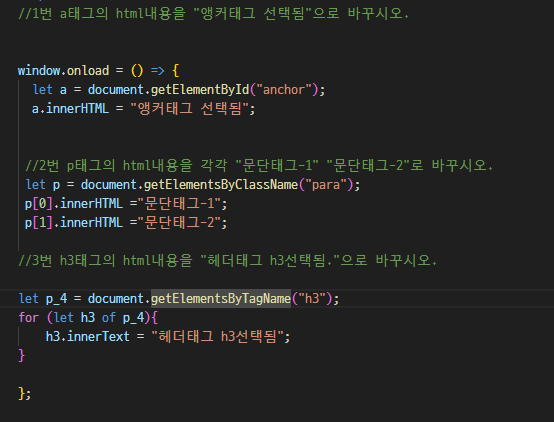 //1번 a태그의 html내용을 "앵커태그 선택됨"으로 바꾸시오.
window.onload = () => {
let a = document.getElementById("anchor");
a.innerHTML = "앵커태그 선택됨";
//2번 p태그의 html내용을 각각 "문단태그-1" "문단태그-2"로 바꾸시오.
let p = document.getElementsByClassName("para");
p[0].innerHTML ="문단태그-1";
p[1].innerHTML ="문단태그-2";
//3번 h3태그의 html내용을 "헤더태그 h3선택됨."으로 바꾸시오.
let p_4 = document.getElementsByTagName("h3");
for (let h3 of p_4){
h3.innerText = "헤더태그 h3선택됨";
}
};